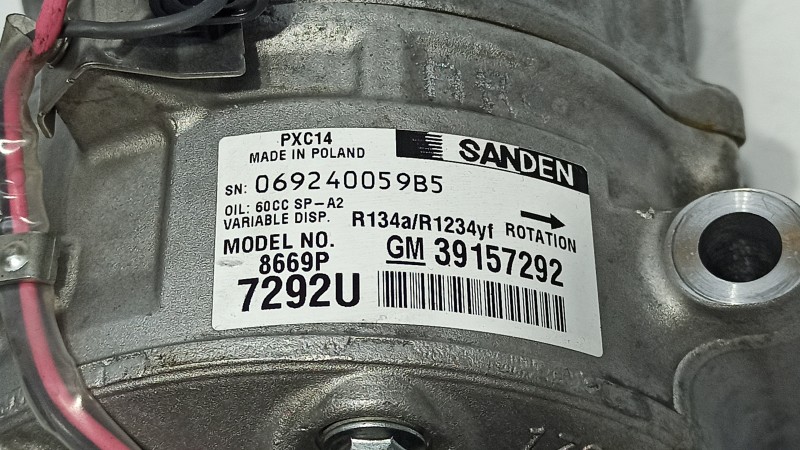 PXC14
MADE IN POLAND
SANDEN
SN: 069240059B5
OIL: 60CC SP-A2
VARIABLE DISP.
R134a/R1234yf
ROTATION
MODEL NO.
8669P
GM 39157292
7292U